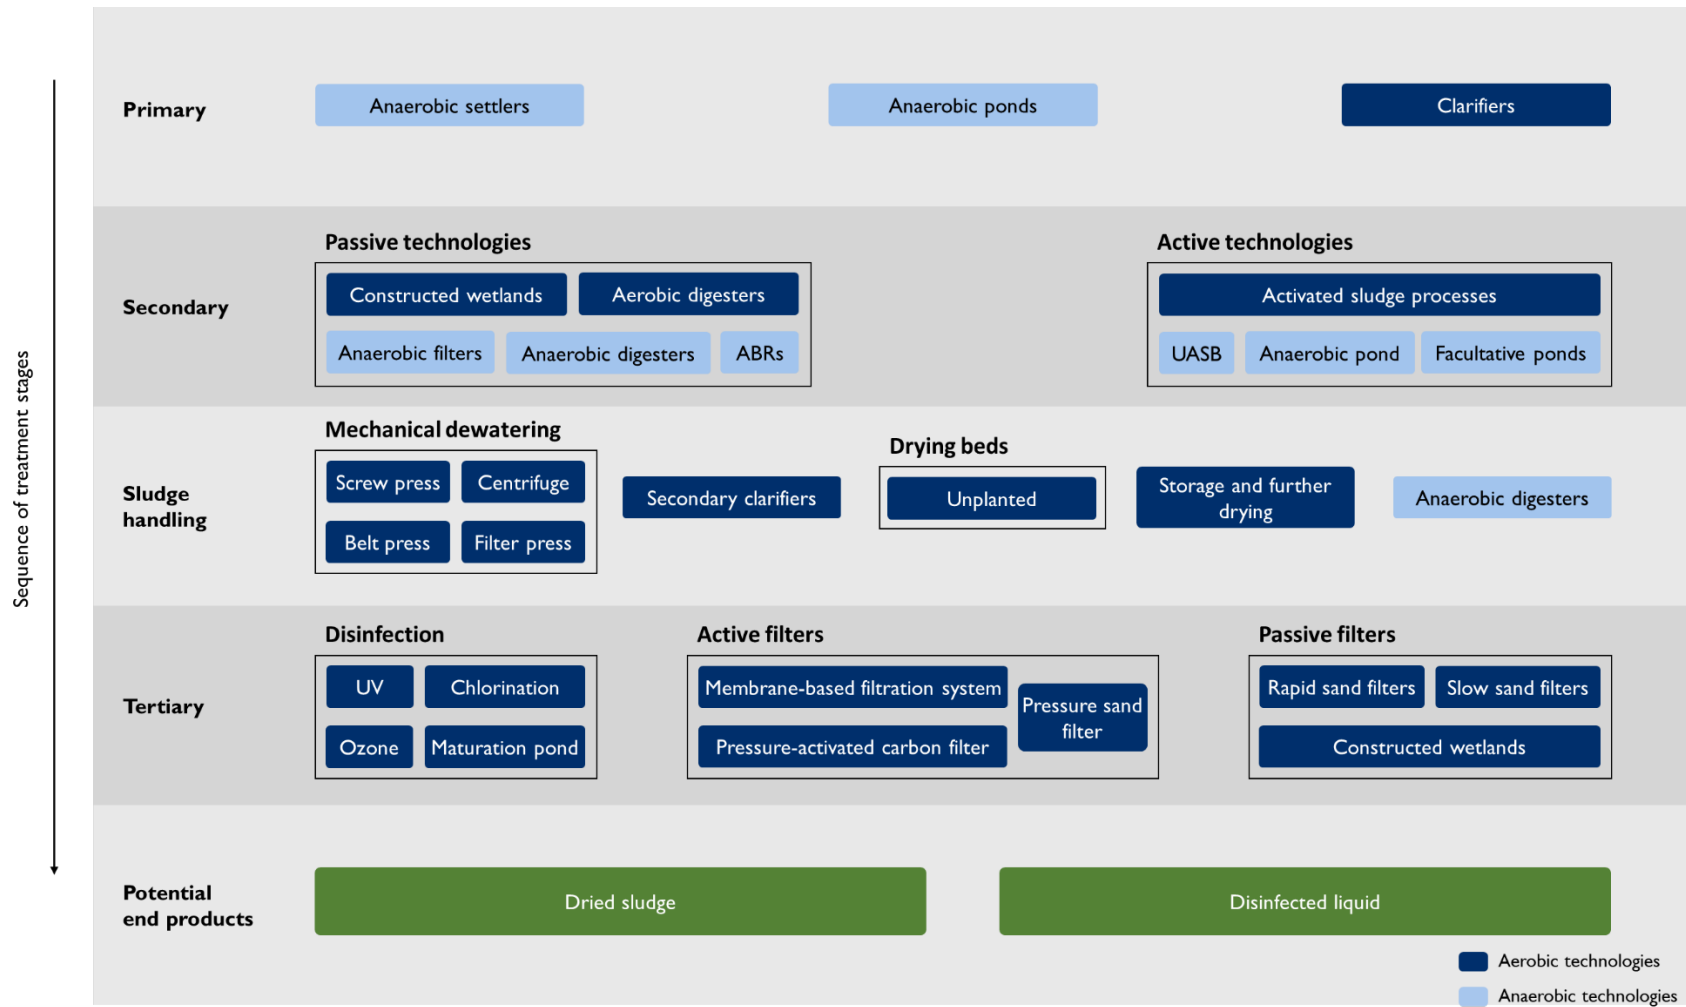 Sequence of treatment stages
Primary
Anaerobic settlers
Anaerobic ponds
Clarifiers
Secondary
Passive technologies
Constructed wetlands
Aerobic digesters
Anaerobic filters
Anaerobic digesters
ABRs
Active technologies
Activated sludge processes
UASB
Anaerobic pond
Facultative ponds
Sludge
handling
Mechanical dewatering
Screw press
Centrifuge
Belt press
Filter press
Secondary clarifiers
Drying beds
Unplanted
Storage and further
drying
Anaerobic digesters
Tertiary
Disinfection
UV
Chlorination
Ozone
Maturation pond
Active filters
Membrane-based filtration system
Pressure-activated carbon filter
Pressure sand
filter
Passive filters
Rapid sand filters
Slow sand filters
Constructed wetlands
Potential
end products
Dried sludge
Disinfected liquid
Aerobic technologies
Anaerobic technologies